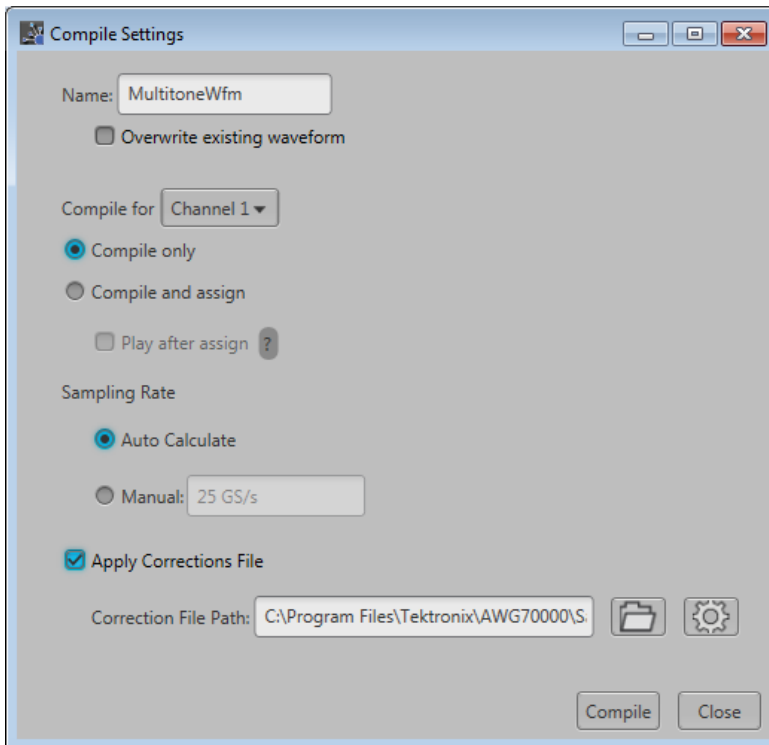 Compile Settings
Name: MultitoneWfm
Overwrite existing waveform
Compile for Channel 1
Compile only
Compile and assign
Play after assign ?
Sampling Rate
Auto Calculate
Manual: 25 GS/s
Apply Corrections File
Correction File Path: C:\Program Files\Tektronix\AWG70000\S
Compile Close